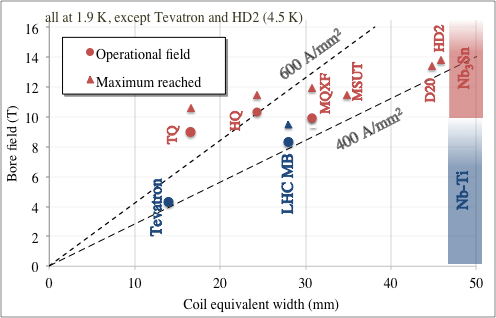 all at 1.9 K, except Tevatron and HD2 (4.5 K)
16
14
12
10
8
6
4
2
0
Bore field (T)
Operational field
Maximum reached
600 A/mm²
400 A/mm²
TQ
HQ
MQXF
MSUT
D20
HD2
Tevatron
LHC MB
Nb₃Sn
Nb-Ti
0 10 20 30 40 50
Coil equivalent width (mm)